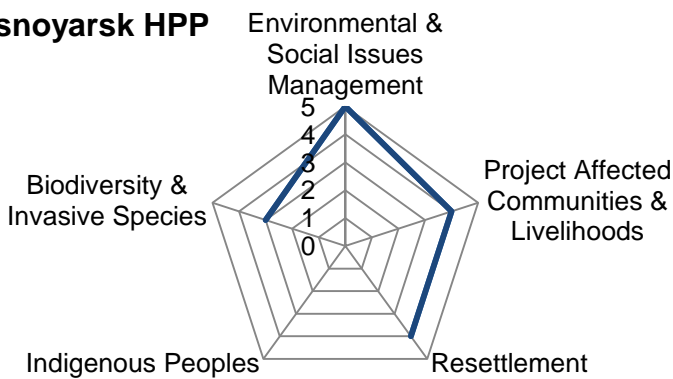 snoyarsk HPP
Environmental &
Social Issues
Management
5
4
3
2
1
0
Project Affected
Communities &
Livelihoods
Resettlement
Indigenous Peoples
Biodiversity &
Invasive Species